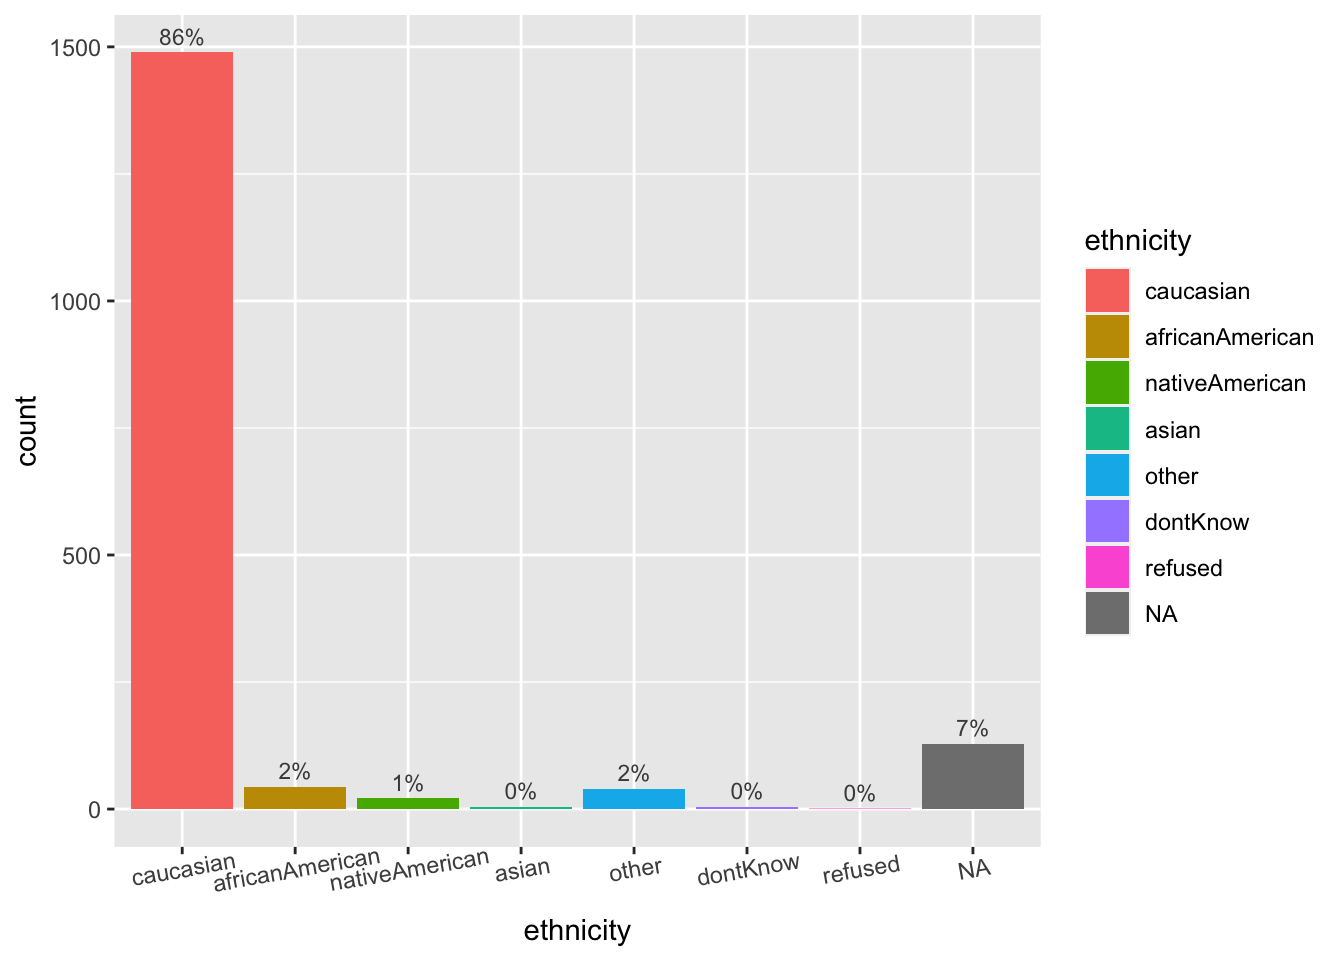 86%
1500
1000
500
0
2%
1%
0%
2%
0%
0%
7%
count
caucasian
africanAmerican
nativeAmerican
asian
other
dontKnow
refused
NA
ethnicity
ethnicity
caucasian
africanAmerican
nativeAmerican
asian
other
dontKnow
refused
NA